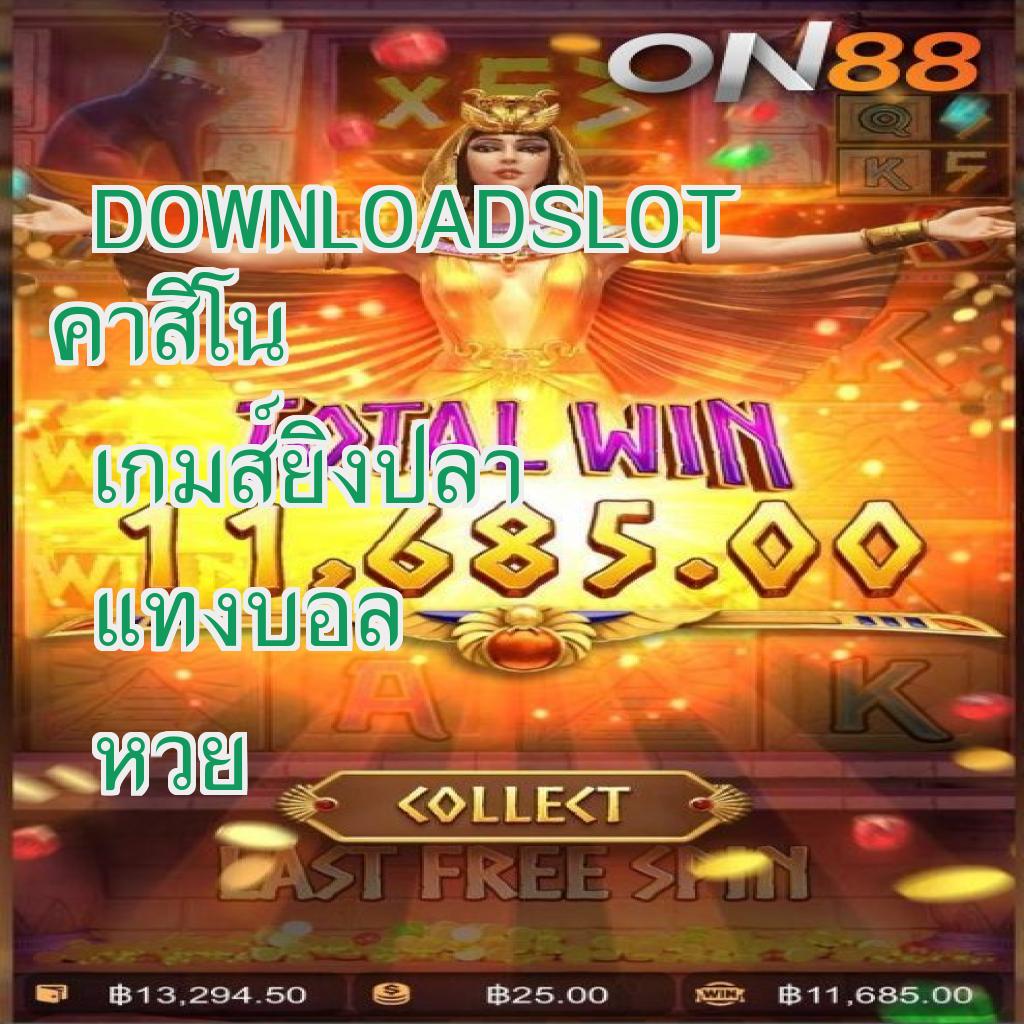 ON88
x53
Q
K 5
DOWNLOADSLOT
คาสิโน
TOTAL WIN
เกมส์ยิงปลา
11,685.00
แทงบอล
A K
หวย
COLLECT
LAST FREE SPIN
฿13,294.50 ฿25.00 WIN ฿11,685.00